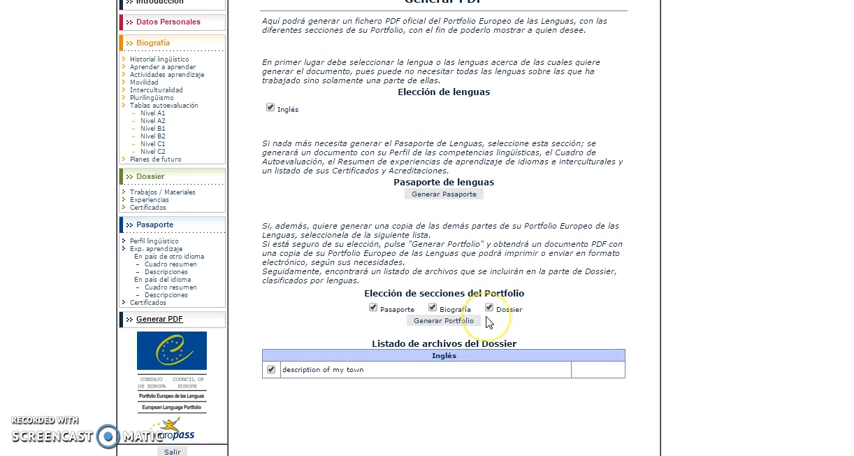 Introducción
Datos Personales
Biografía
Historial lingüístico
Aprender a aprender
Actividades aprendizaje
Movilidad
Interculturalidad
Plurilingüismo
Tablas autoevaluación
Nivel A1
Nivel A2
Nivel B1
Nivel B2
Nivel C1
Nivel C2
Planes de futuro
Dossier
Trabajos / Materiales
Experiencias
Certificados
Pasaporte
Perfil lingüístico
Exp. aprendizaje
En país de otro idioma
Cuadro resumen
Descripciones
En país del idioma
Cuadro resumen
Descripciones
Certificados
Generar PDF
CONSEJO COUNCIL OF
DE EUROPA EUROPE
Portfolio Europeo de las Lenguas
European Language Portfolio
europass
Salir
Generar PDF
Aquí podrá generar un fichero PDF oficial del Portfolio Europeo de las Lenguas, con las
diferentes secciones de su Portfolio, con el fin de poderlo mostrar a quien desee.
En primer lugar debe seleccionar la lengua o las lenguas acerca de las cuales quiere
generar el documento, pues puede no necesitar todas las lenguas sobre las que ha
trabajado sino solamente una parte de ellas.
Elección de lenguas
Inglés
Si nada más necesita generar el Pasaporte de Lenguas, seleccione esta sección; se
generará un documento con su Perfil de las competencias lingüísticas, el Cuadro de
Autoevaluación, el Resumen de experiencias de aprendizaje de idiomas e interculturales y
un listado de sus Certificados y Acreditaciones.
Pasaporte de lenguas
Generar Pasaporte
Si, además, quiere generar una copia de las demás partes de su Portfolio Europeo de las
Lenguas, selecciónela de la siguiente lista.
Si está seguro de su elección, pulse "Generar Portfolio" y obtendrá un documento PDF con
una copia de su Portfolio Europeo de las Lenguas que podrá imprimir o enviar en formato
electrónico, según sus necesidades.
Seguidamente, encontrará un listado de archivos que se incluirán en la parte de Dossier,
clasificados por lenguas.
Elección de secciones del Portfolio
Pasaporte Biografía Dossier
Generar Portfolio
Listado de archivos del Dossier
Inglés
description of my town
RECORDED WITH
SCREENCAST MATIC